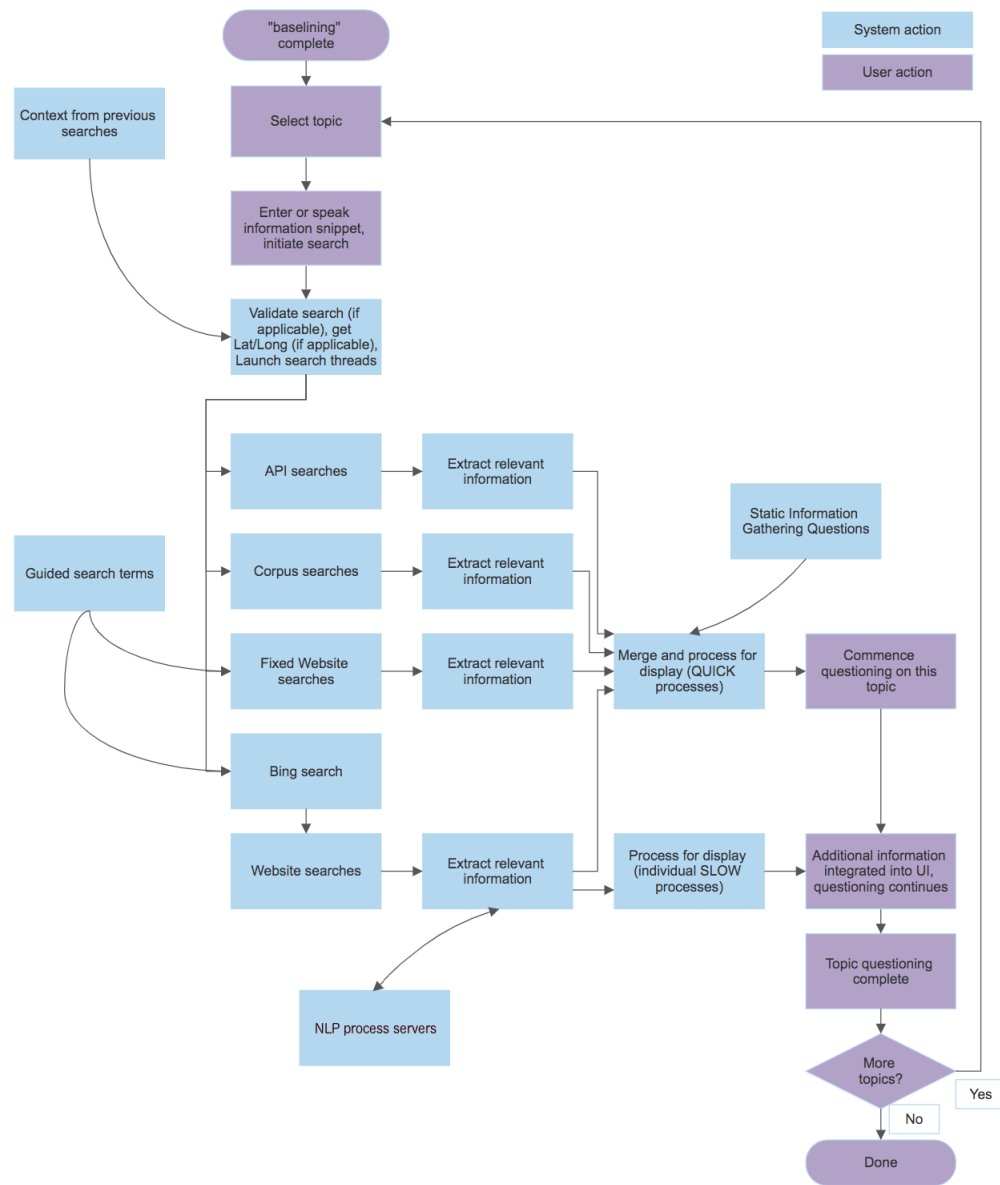 "baselining"
complete
System action
User action
Context from previous
searches
Select topic
Enter or speak
information snippet,
initiate search
Validate search (if
applicable), get
Lat/Long (if applicable),
Launch search threads
API searches
Extract relevant
information
Static Information
Gathering Questions
Guided search terms
Corpus searches
Extract relevant
information
Fixed Website
searches
Extract relevant
information
Merge and process for
display (QUICK
processes)
Commence
questioning on this
topic
Bing search
Website searches
Extract relevant
information
Process for display
(individual SLOW
processes)
Additional information
integrated into UI,
questioning continues
Topic questioning
complete
NLP process servers
More
topics?
Yes
No
Done